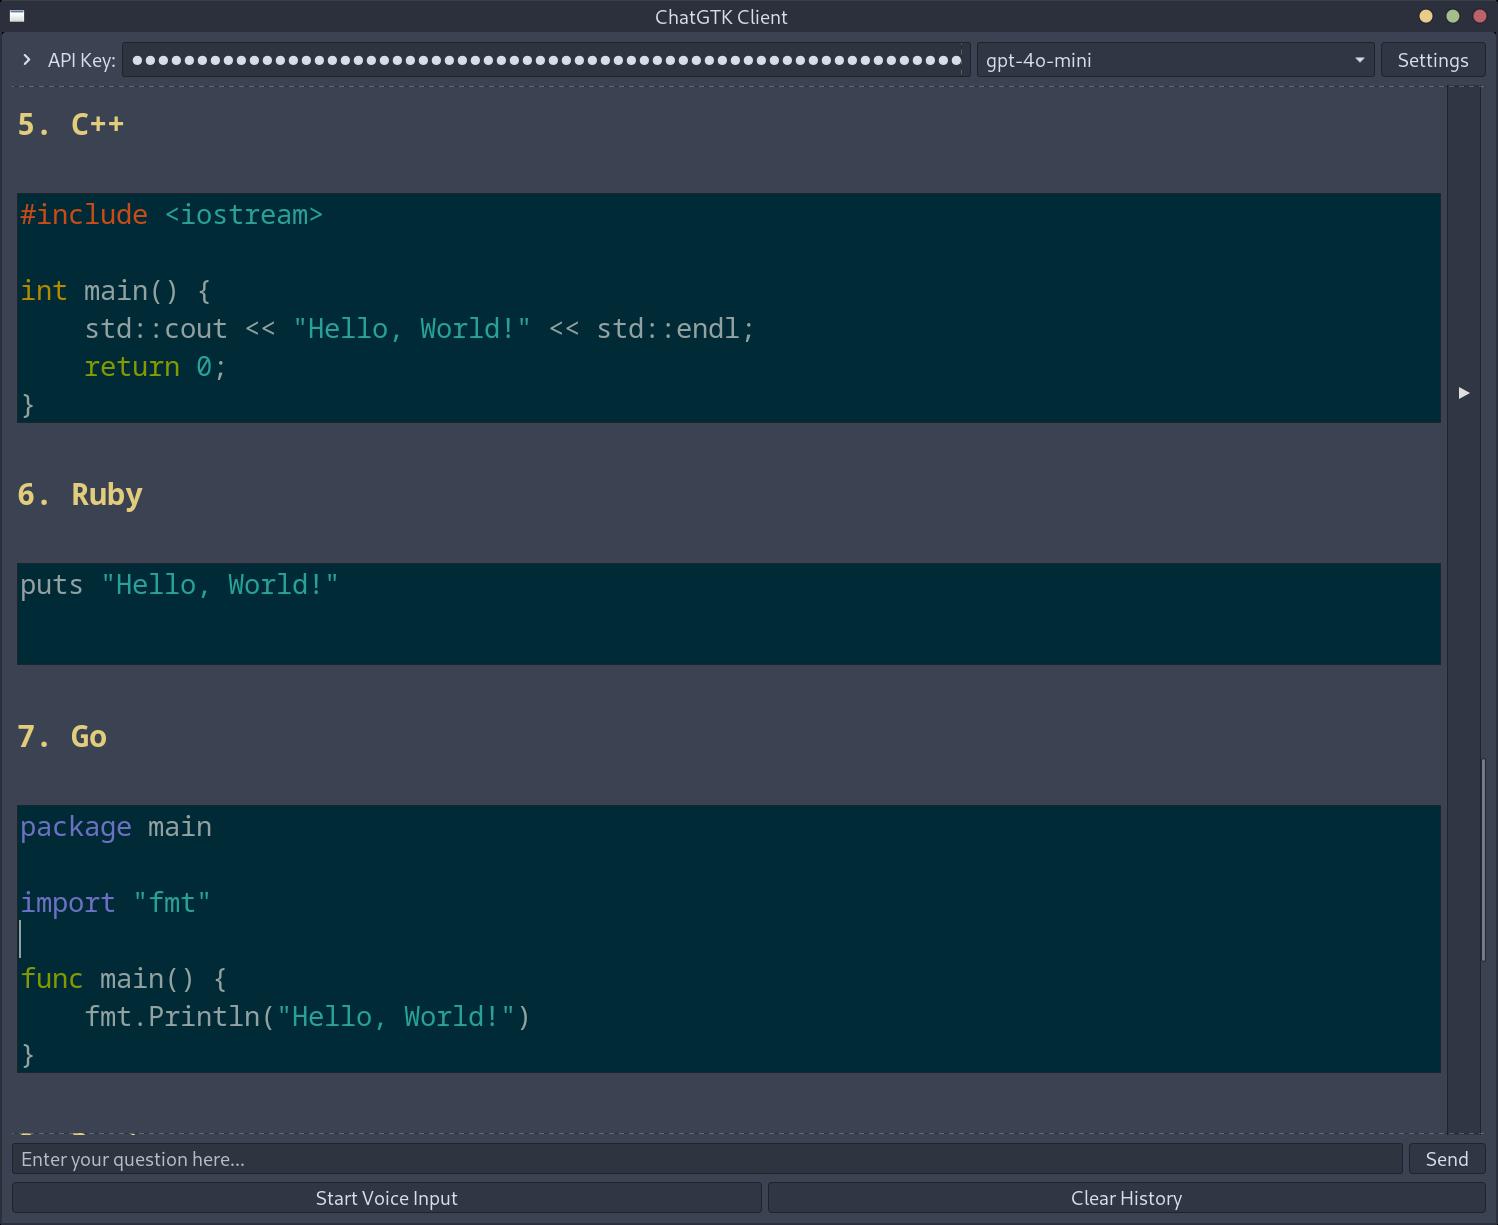 ChatGTK Client
API Key: ●●●●●●●●●●●●●●●●●●●●●●●●●●●●●●●●●●●●●●●●●●●●●●●●●●●●●●●●●●●●●●●● gpt-4o-mini Settings
5. C++
#include <iostream>
int main() {
    std::cout << "Hello, World!" << std::endl;
    return 0;
}
6. Ruby
puts "Hello, World!"
7. Go
package main
import "fmt"
func main() {
    fmt.Println("Hello, World!")
}
Enter your question here...
Send
Start Voice Input
Clear History